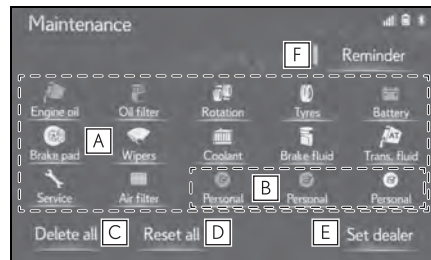 Maintenance
F Reminder
Engine oil Oil filter Rotation Tyres Battery
Brake pad A Wipers Coolant Brake fluid Trans. fluid
AT
Service Air filter Personal B Personal Personal
Delete all C Reset all D E Set dealer